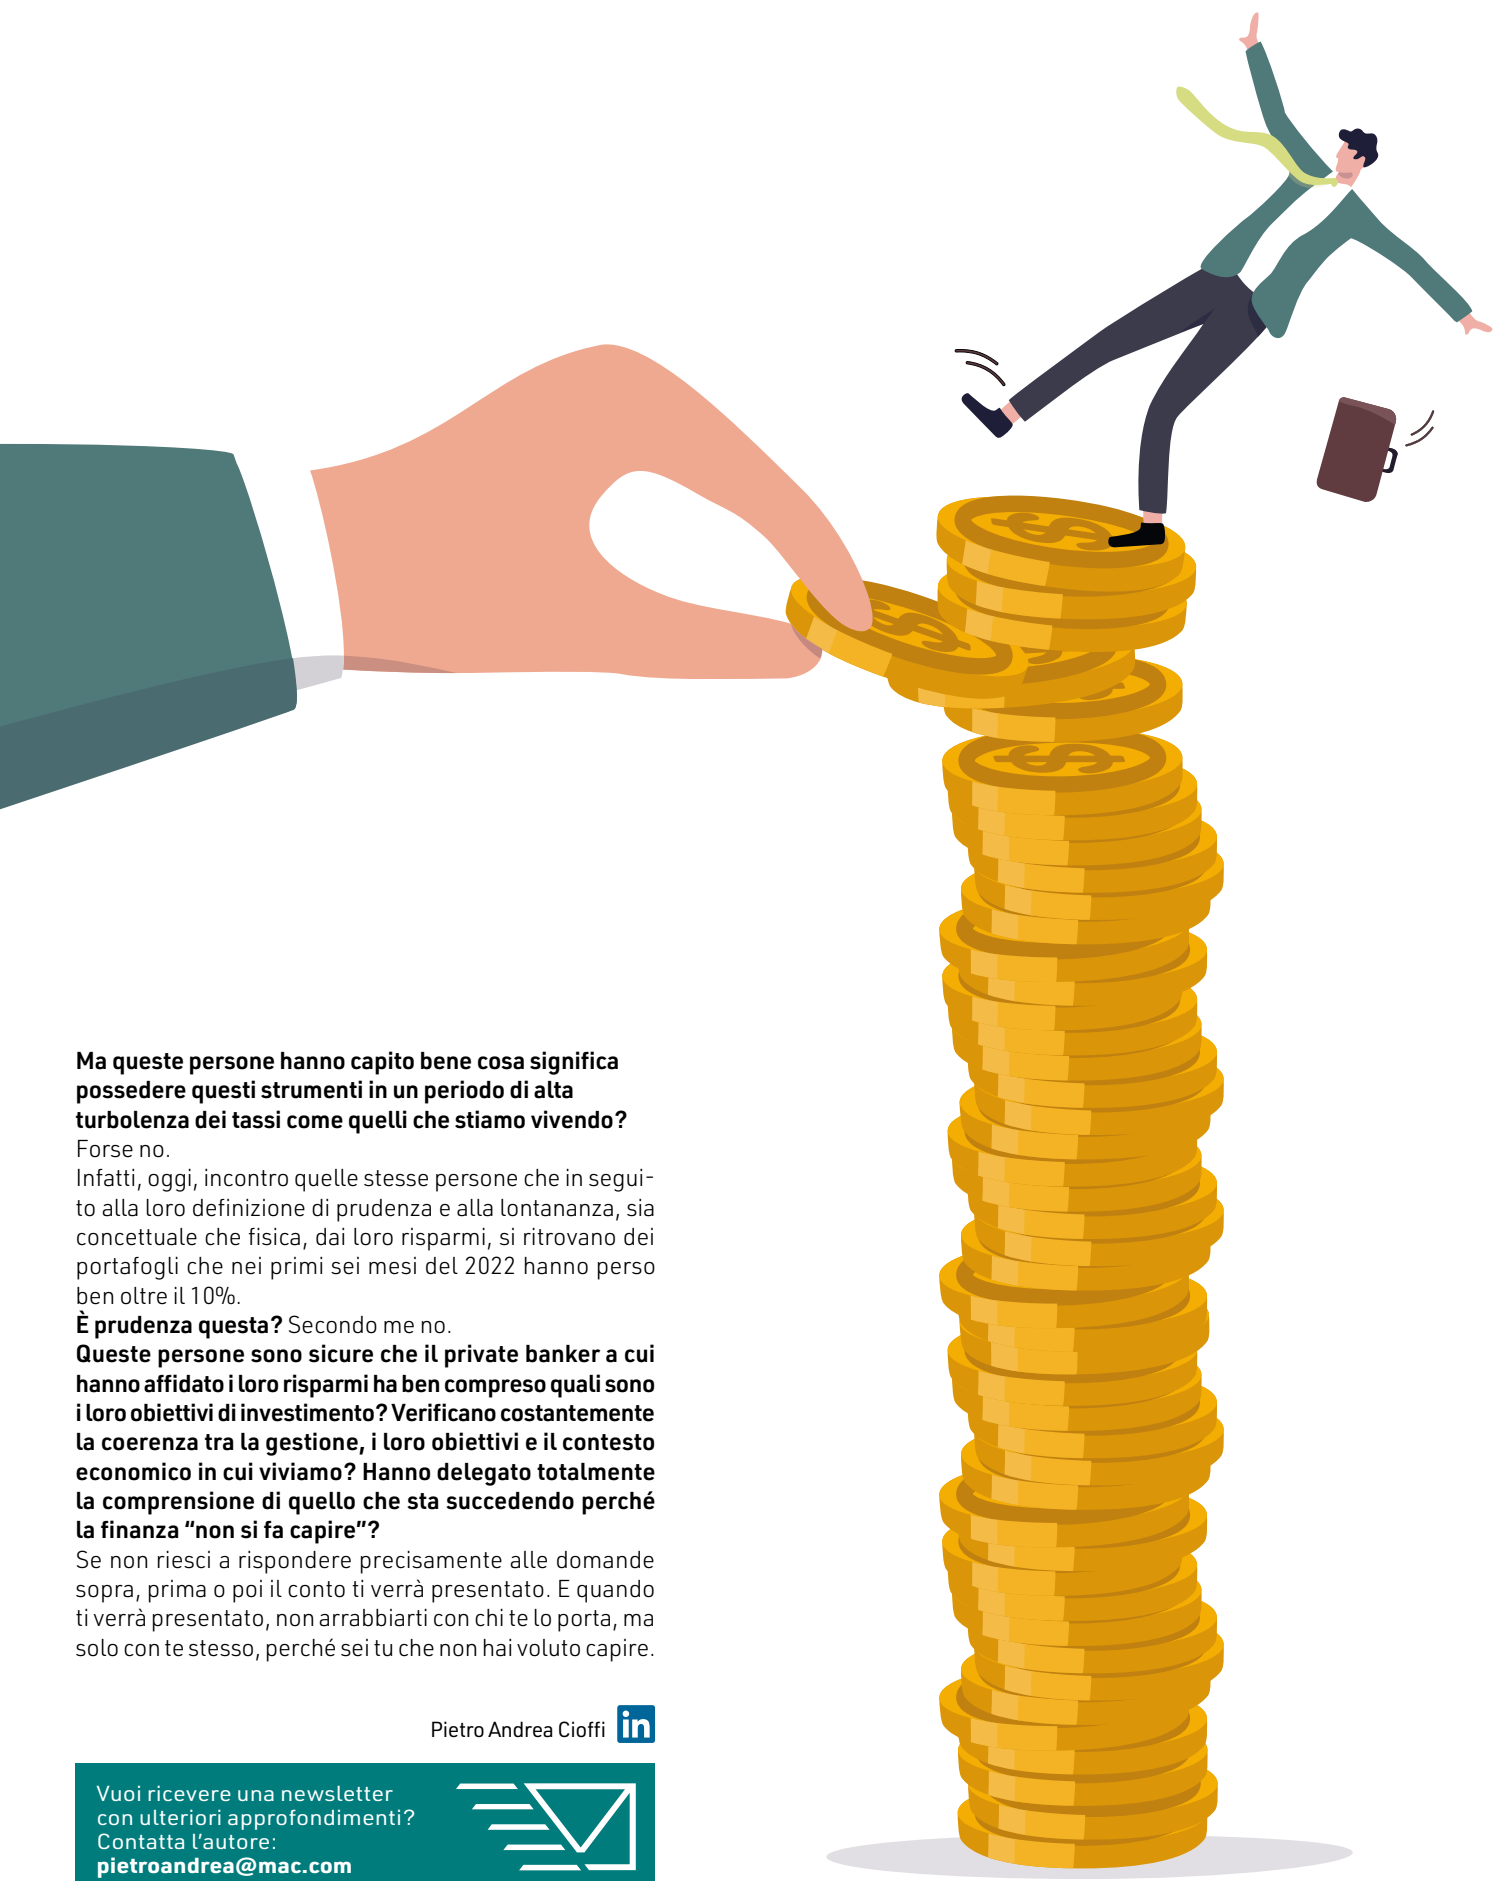 Ma queste persone hanno capito bene cosa significa
possedere questi strumenti in un periodo di alta
turbolenza dei tassi come quelli che stiamo vivendo?
Forse no.
Infatti, oggi, incontro quelle stesse persone che in segui-
to alla loro definizione di prudenza e alla lontananza, sia
concettuale che fisica, dai loro risparmi, si ritrovano dei
portafogli che nei primi sei mesi del 2022 hanno perso
ben oltre il 10%.
È prudenza questa? Secondo me no.
Queste persone sono sicure che il private banker a cui
hanno affidato i loro risparmi ha ben compreso quali sono
i loro obiettivi di investimento? Verificano costantemente
la coerenza tra la gestione, i loro obiettivi e il contesto
economico in cui viviamo? Hanno delegato totalmente
la comprensione di quello che sta succedendo perché
la finanza “non si fa capire”?
Se non riesci a rispondere precisamente alle domande
sopra, prima o poi il conto ti verrà presentato. E quando
ti verrà presentato, non arrabbiarti con chi te lo porta, ma
solo con te stesso, perché sei tu che non hai voluto capire.
Pietro Andrea Cioffi in
Vuoi ricevere una newsletter
con ulteriori approfondimenti?
Contatta l’autore:
pietroandrea@mac.com